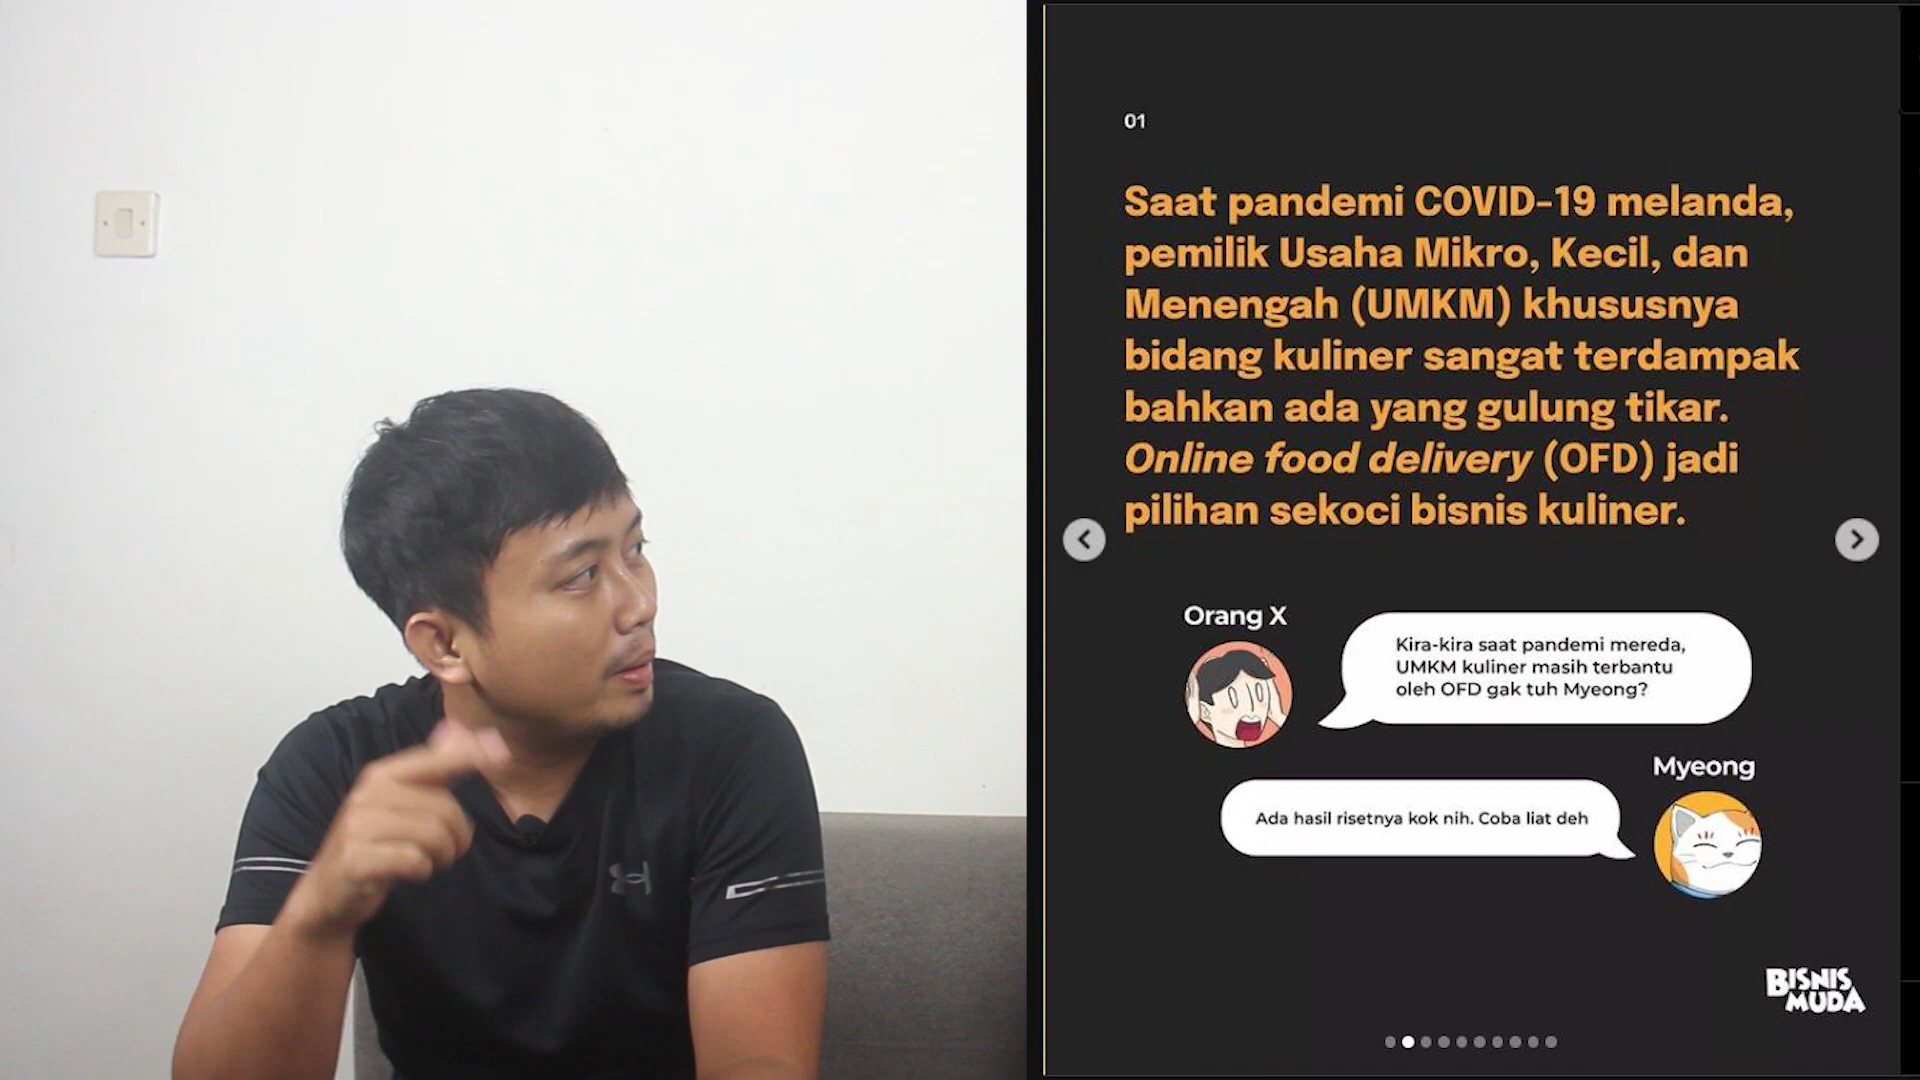 01
Saat pandemi COVID-19 melanda,
pemilik Usaha Mikro, Kecil, dan
Menengah (UMKM) khususnya
bidang kuliner sangat terdampak
bahkan ada yang gulung tikar.
Online food delivery (OFD) jadi
pilihan sekoci bisnis kuliner.
Orang X
Kira-kira saat pandemi mereda,
UMKM kuliner masih terbantu
oleh OFD gak tuh Myeong?
Myeong
Ada hasil risetnya kok nih. Coba liat deh
BISNIS
MUDA